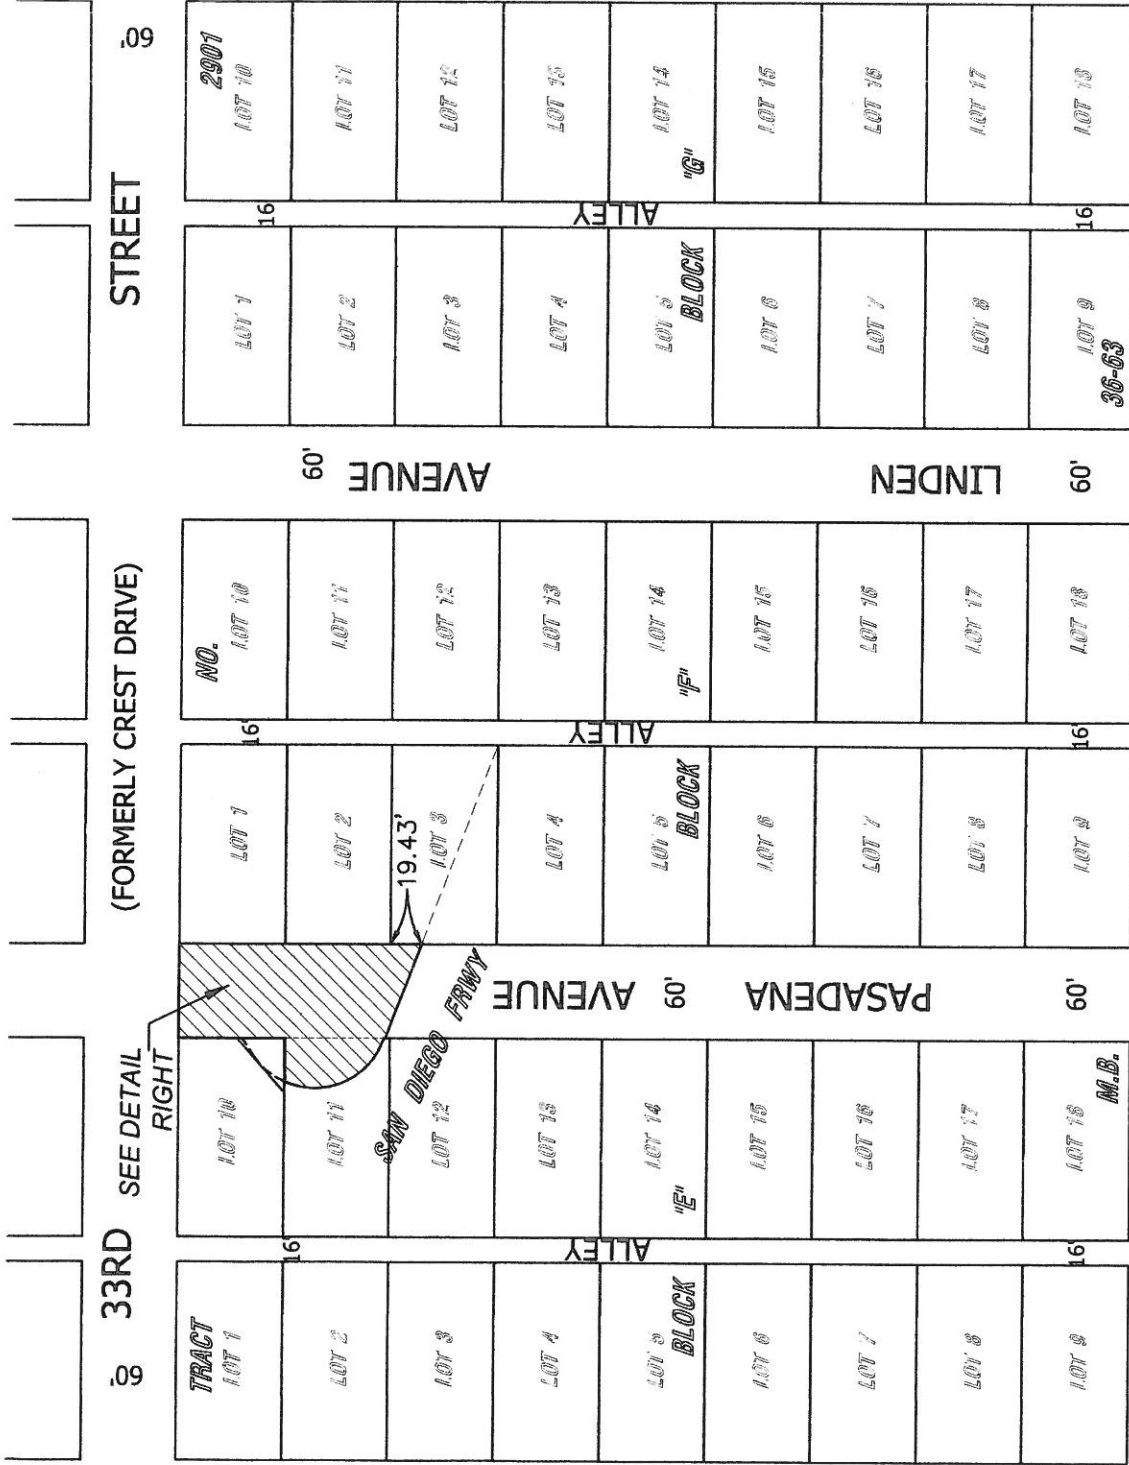 60' 33RD (FORMERLY CREST DRIVE) STREET 60'
SEE DETAIL
RIGHT
TRACT NO. 2901
LOT 1 LOT 10 LOT 1 LOT 10 LOT 1 LOT 10
16' 16' 16
60'
LOT 2 LOT 11 LOT 2 LOT 11 LOT 2 LOT 11
19.43'
SAN DIEGO FRWY
LOT 3 LOT 12 LOT 3 LOT 12 LOT 3 LOT 12
LOT 4 LOT 13 LOT 4 LOT 13 LOT 4 LOT 13
AVENUE AVENUE
ALLEY ALLEY ALLEY
60'
LOT 5 LOT 14 LOT 5 LOT 14 LOT 5 LOT 14
BLOCK "E" BLOCK "F" BLOCK "G"
LOT 6 LOT 15 LOT 6 LOT 15 LOT 6 LOT 15
PASADENA LINDEN
LOT 7 LOT 16 LOT 7 LOT 16 LOT 7 LOT 16
LOT 8 LOT 17 LOT 8 LOT 17 LOT 8 LOT 17
LOT 9 LOT 18 LOT 9 LOT 18 LOT 9 LOT 18
16' 60' 16' 60' 16
M.B. 36-63